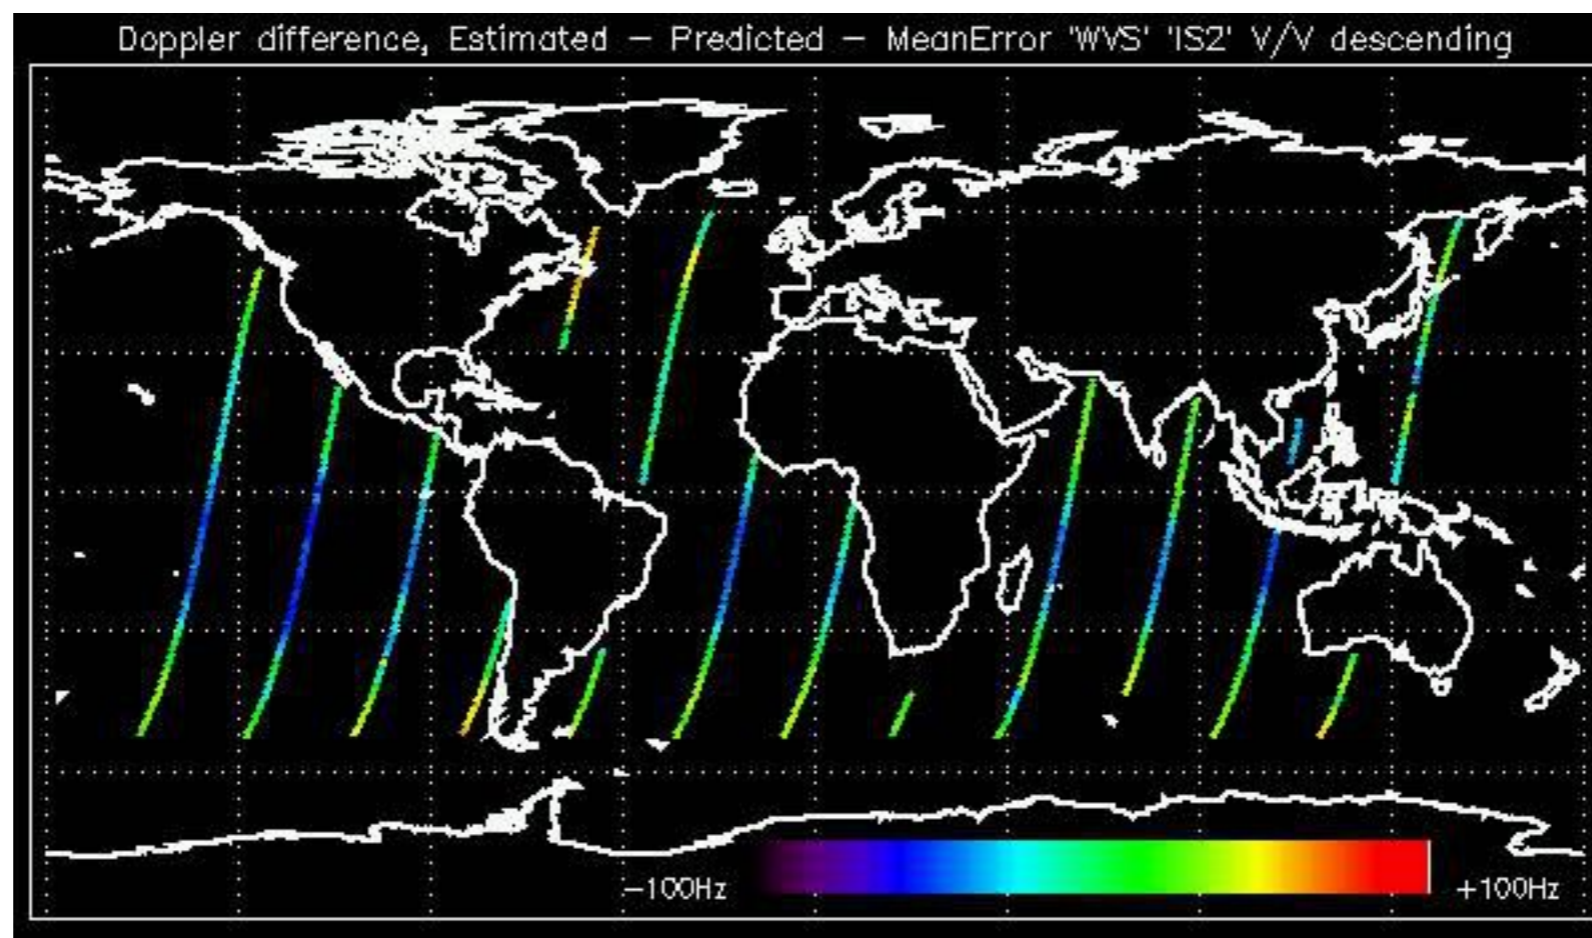 Doppler difference, Estimated - Predicted - MeanError 'WVS' 'IS2' V/V descending
-100Hz +100Hz